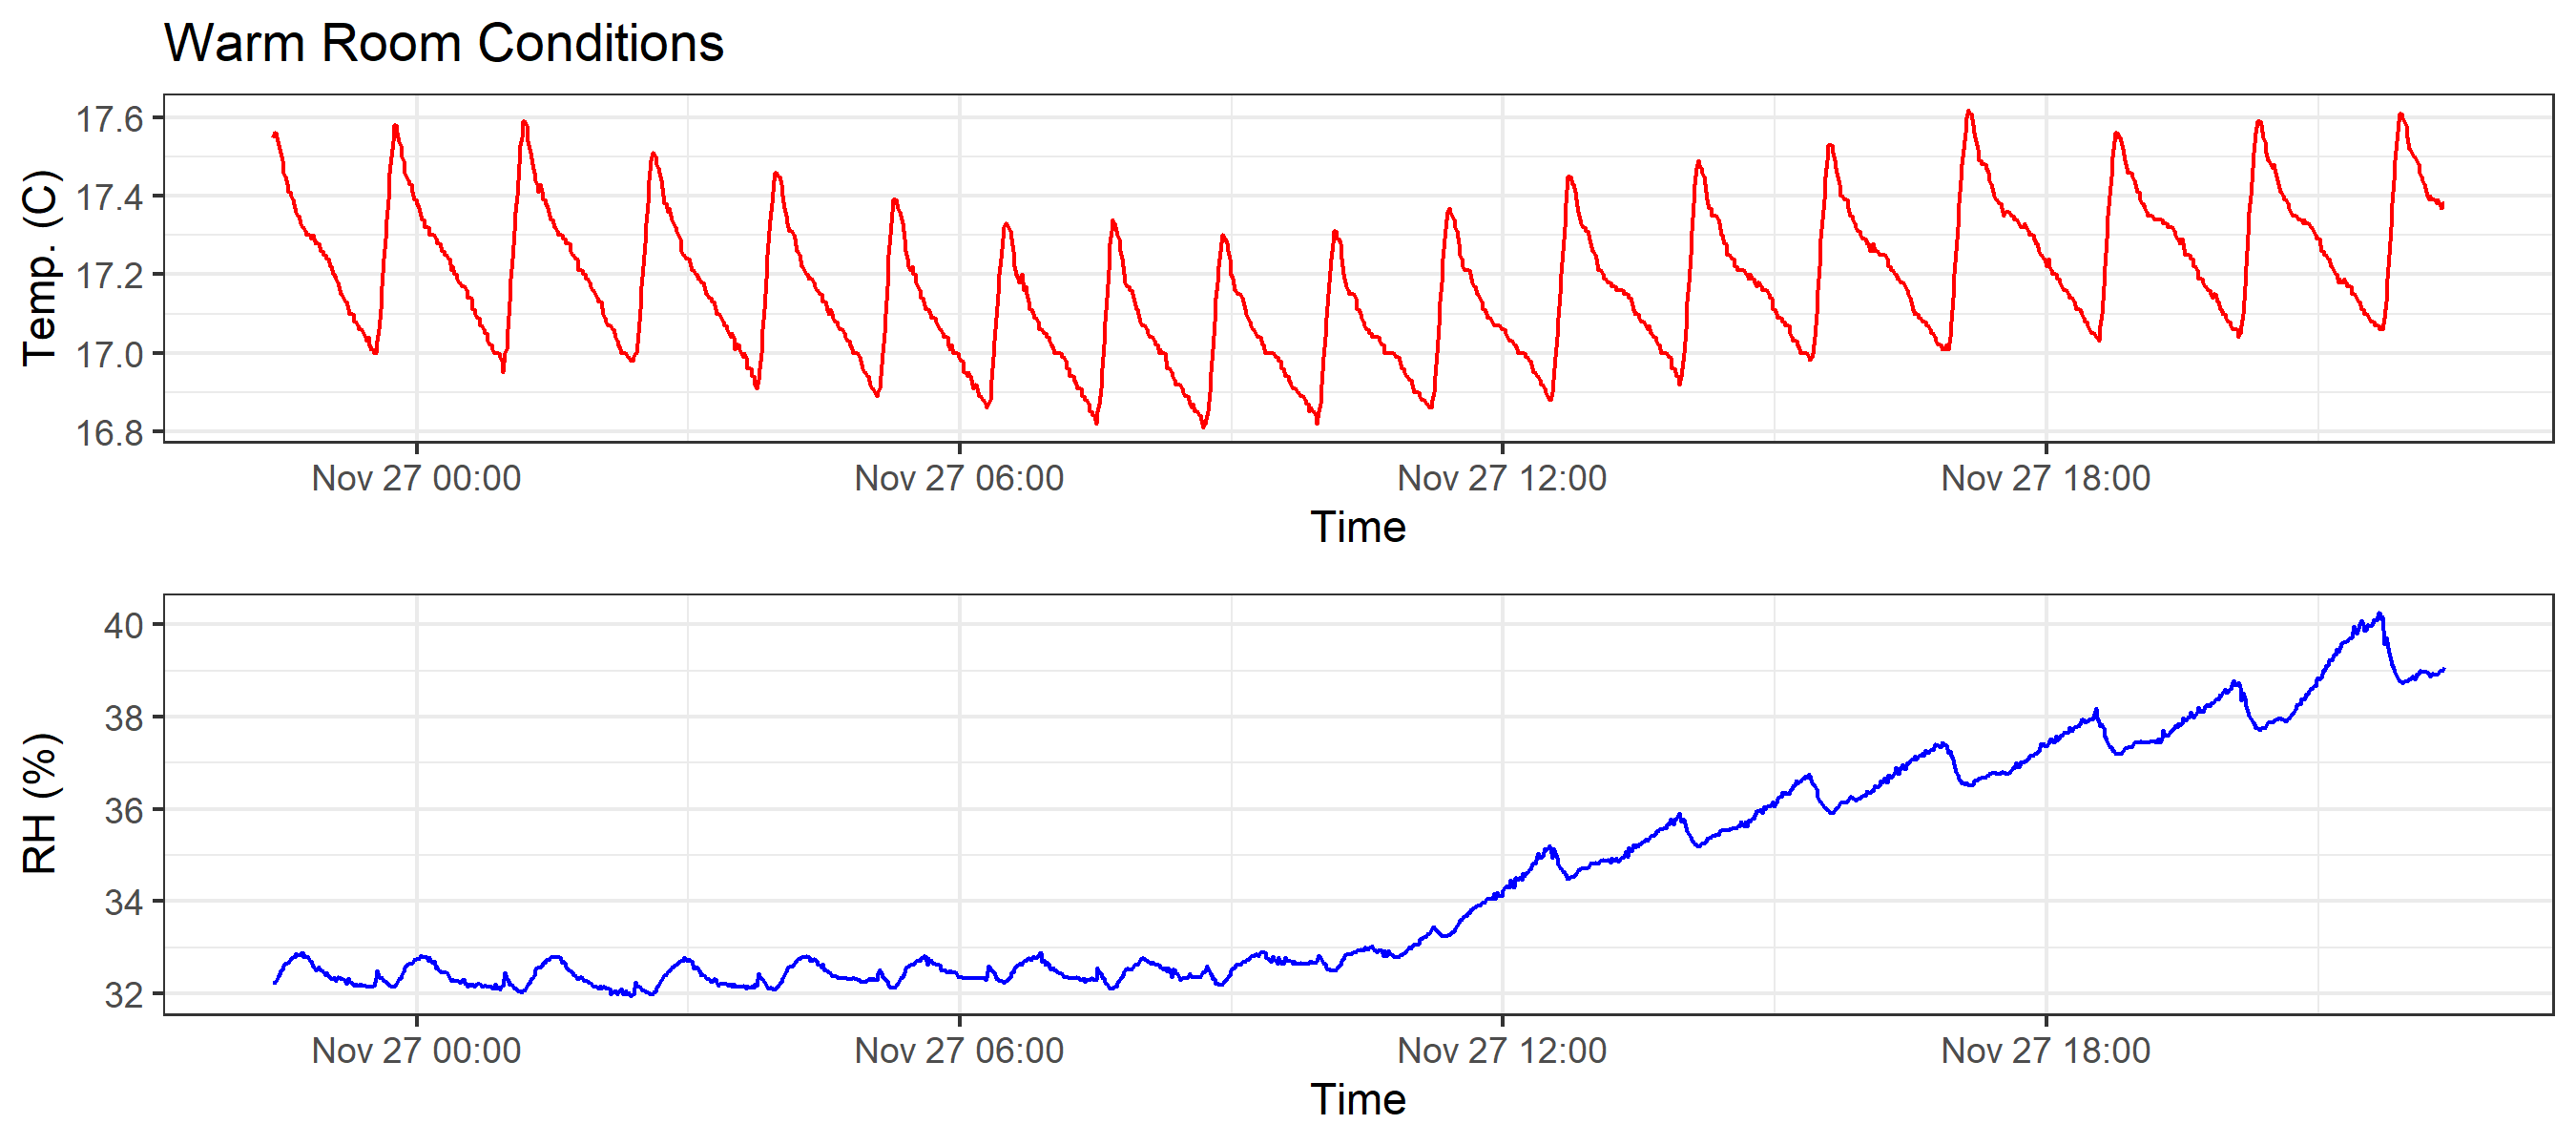 Warm Room Conditions
17.6
17.4
17.2
17.0
16.8
Temp. (C)
Nov 27 00:00 Nov 27 06:00 Nov 27 12:00 Nov 27 18:00
Time
40
38
36
34
32
RH (%)
Nov 27 00:00 Nov 27 06:00 Nov 27 12:00 Nov 27 18:00
Time